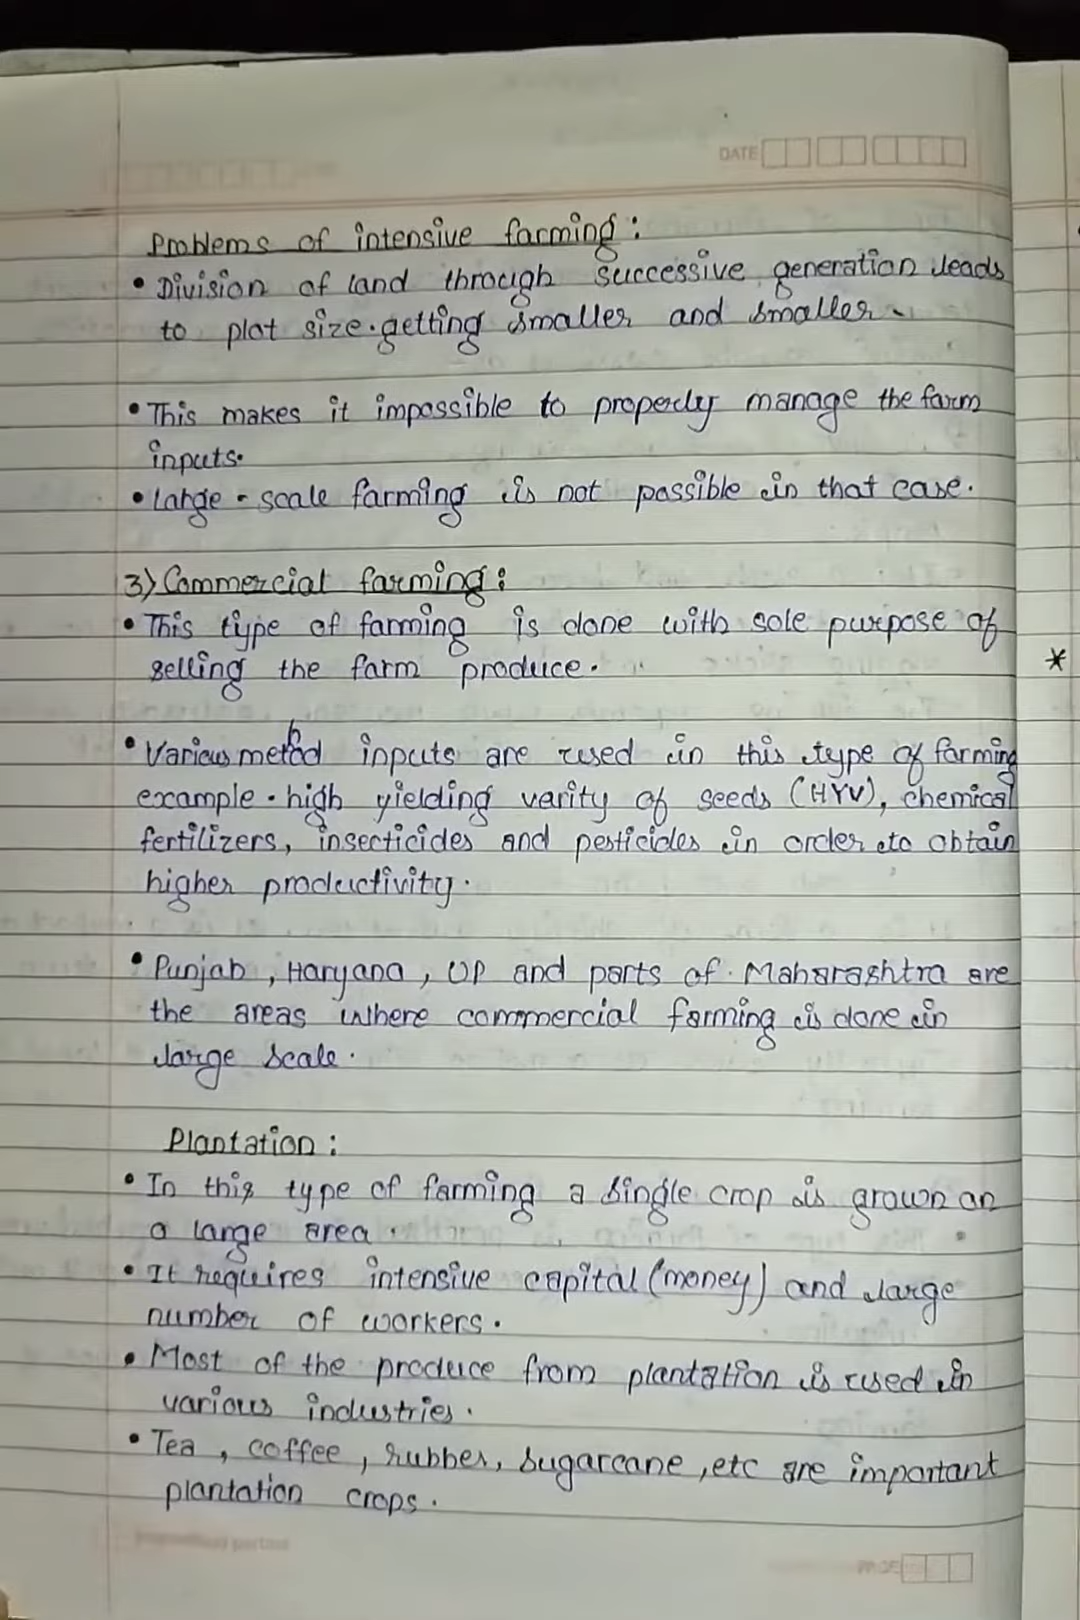 DATE
Problems of intensive farming :
• Division of land through successive generation leads
to plot size.getting smaller and smaller
• This makes it impossible to properly manage the farm
inputs.
• Large - scale farming is not possible in that case.
3) Commercial farming :
• This type of farming is done with sole purpose of
selling the farm produce.
*
• Various methd inputs are used in this type of farming
example. high yielding verity of seeds (HYV), chemical
fertilizers, insecticides and pesticides in order to obtain
higher productivity.
• Punjab , Haryana , UP and parts of Maharashtra are
the areas where commercial farming is done in
large scale.
Plantation :
• In this type of farming a single crop is grown on
a large area .
• It requires intensive capital (money) and large
number of workers.
• Most of the produce from plantation is used in
various industries.
• Tea , coffee , rubber, sugarcane , etc are important
plantation crops.
PAGE